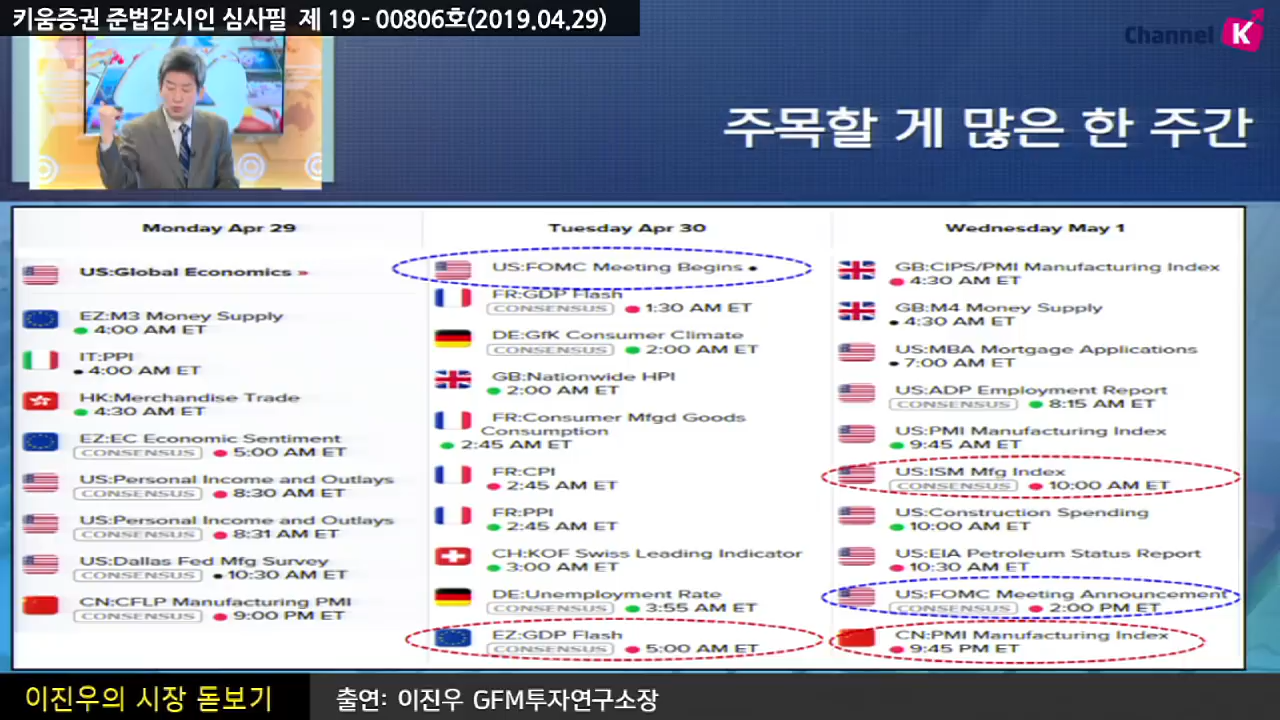 키움증권 준법감시인 심사필 제 19 - 00806호(2019.04.29)
Channel K
주목할 게 많은 한 주간
Monday Apr 29
US:Global Economics »
EZ:M3 Money Supply
4:00 AM ET
IT:PPI
4:00 AM ET
HK:Merchandise Trade
4:30 AM ET
EZ:EC Economic Sentiment
CONSENSUS 5:00 AM ET
US:Personal Income and Outlays
CONSENSUS 8:30 AM ET
US:Personal Income and Outlays
CONSENSUS 8:31 AM ET
US:Dallas Fed Mfg Survey
CONSENSUS 10:30 AM ET
CN:CFLP Manufacturing PMI
CONSENSUS 9:00 PM ET
Tuesday Apr 30
US:FOMC Meeting Begins
FR:GDP Flash
CONSENSUS 1:30 AM ET
DE:GfK Consumer Climate
CONSENSUS 2:00 AM ET
GB:Nationwide HPI
2:00 AM ET
FR:Consumer Mfgd Goods
Consumption
2:45 AM ET
FR:CPI
2:45 AM ET
FR:PPI
2:45 AM ET
CH:KOF Swiss Leading Indicator
3:00 AM ET
DE:Unemployment Rate
CONSENSUS 3:55 AM ET
EZ:GDP Flash
CONSENSUS 5:00 AM ET
Wednesday May 1
GB:CIPS/PMI Manufacturing Index
4:30 AM ET
GB:M4 Money Supply
4:30 AM ET
US:MBA Mortgage Applications
7:00 AM ET
US:ADP Employment Report
CONSENSUS 8:15 AM ET
US:PMI Manufacturing Index
9:45 AM ET
US:ISM Mfg Index
CONSENSUS 10:00 AM ET
US:Construction Spending
10:00 AM ET
US:EIA Petroleum Status Report
10:30 AM ET
US:FOMC Meeting Announcement
CONSENSUS 2:00 PM ET
CN:PMI Manufacturing Index
9:45 PM ET
이진우의 시장 돋보기
출연: 이진우 GFM투자연구소장